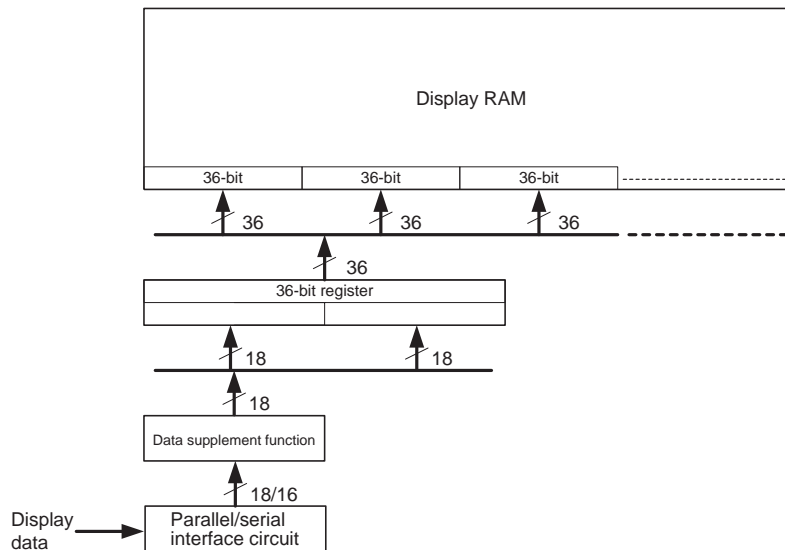 Display RAM
36-bit 36-bit 36-bit
36 36 36
36
36-bit register
18 18
18
Data supplement function
18/16
Display
data
Parallel/serial
interface circuit